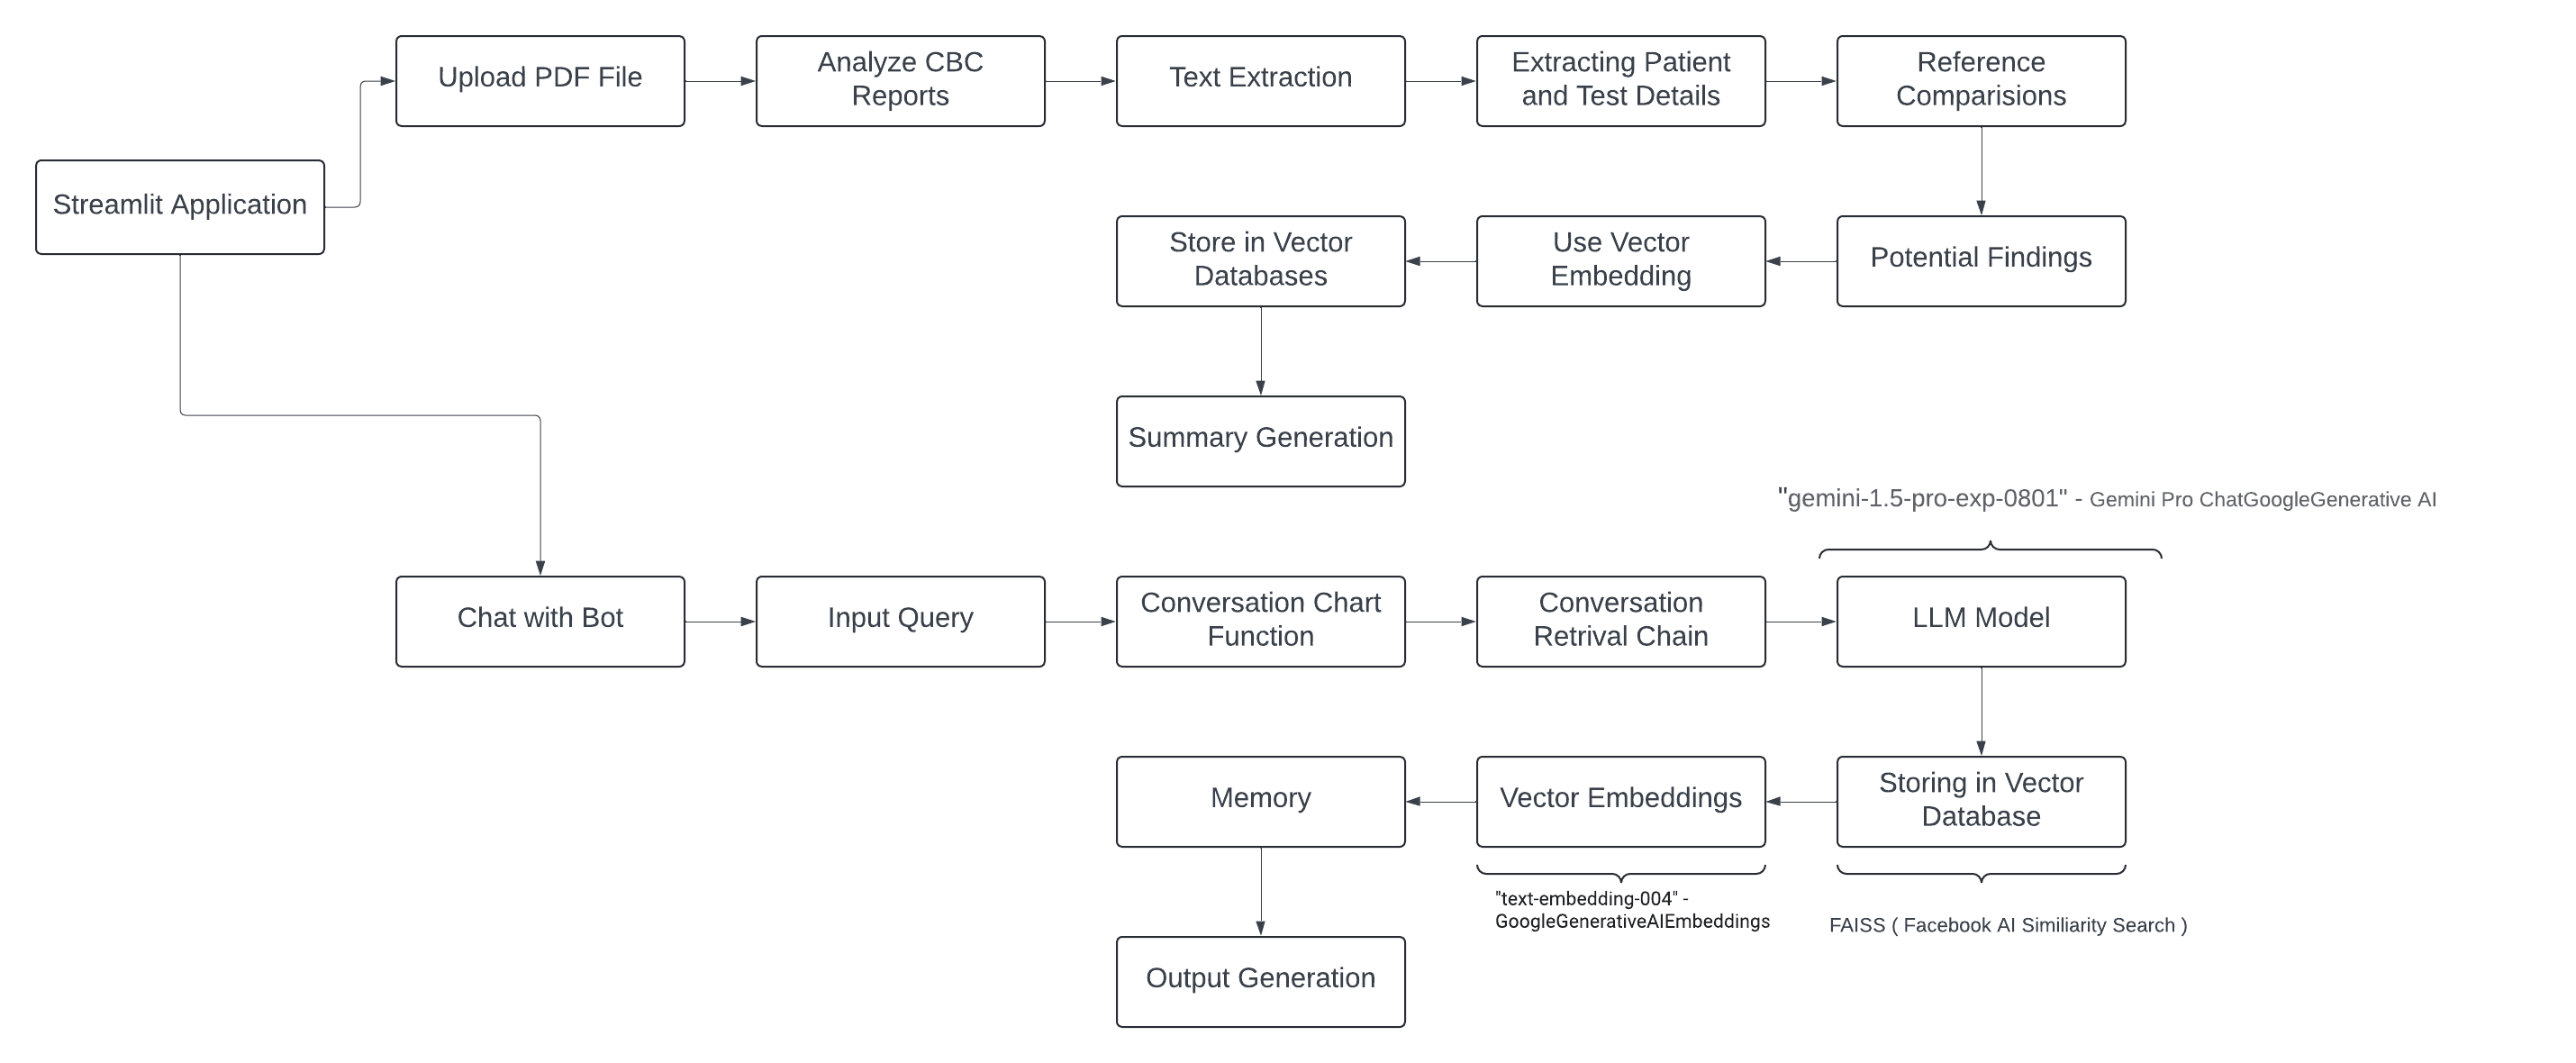 Upload PDF File
Analyze CBC
Reports
Text Extraction
Extracting Patient
and Test Details
Reference
Comparisions
Streamlit Application
Store in Vector
Databases
Use Vector
Embedding
Potential Findings
Summary Generation
"gemini-1.5-pro-exp-0801" - Gemini Pro ChatGoogleGenerative AI
Chat with Bot
Input Query
Conversation Chart
Function
Conversation
Retrival Chain
LLM Model
Memory
Vector Embeddings
Storing in Vector
Database
"text-embedding-004" -
GoogleGenerativeAIEmbeddings
FAISS ( Facebook AI Similiarity Search )
Output Generation